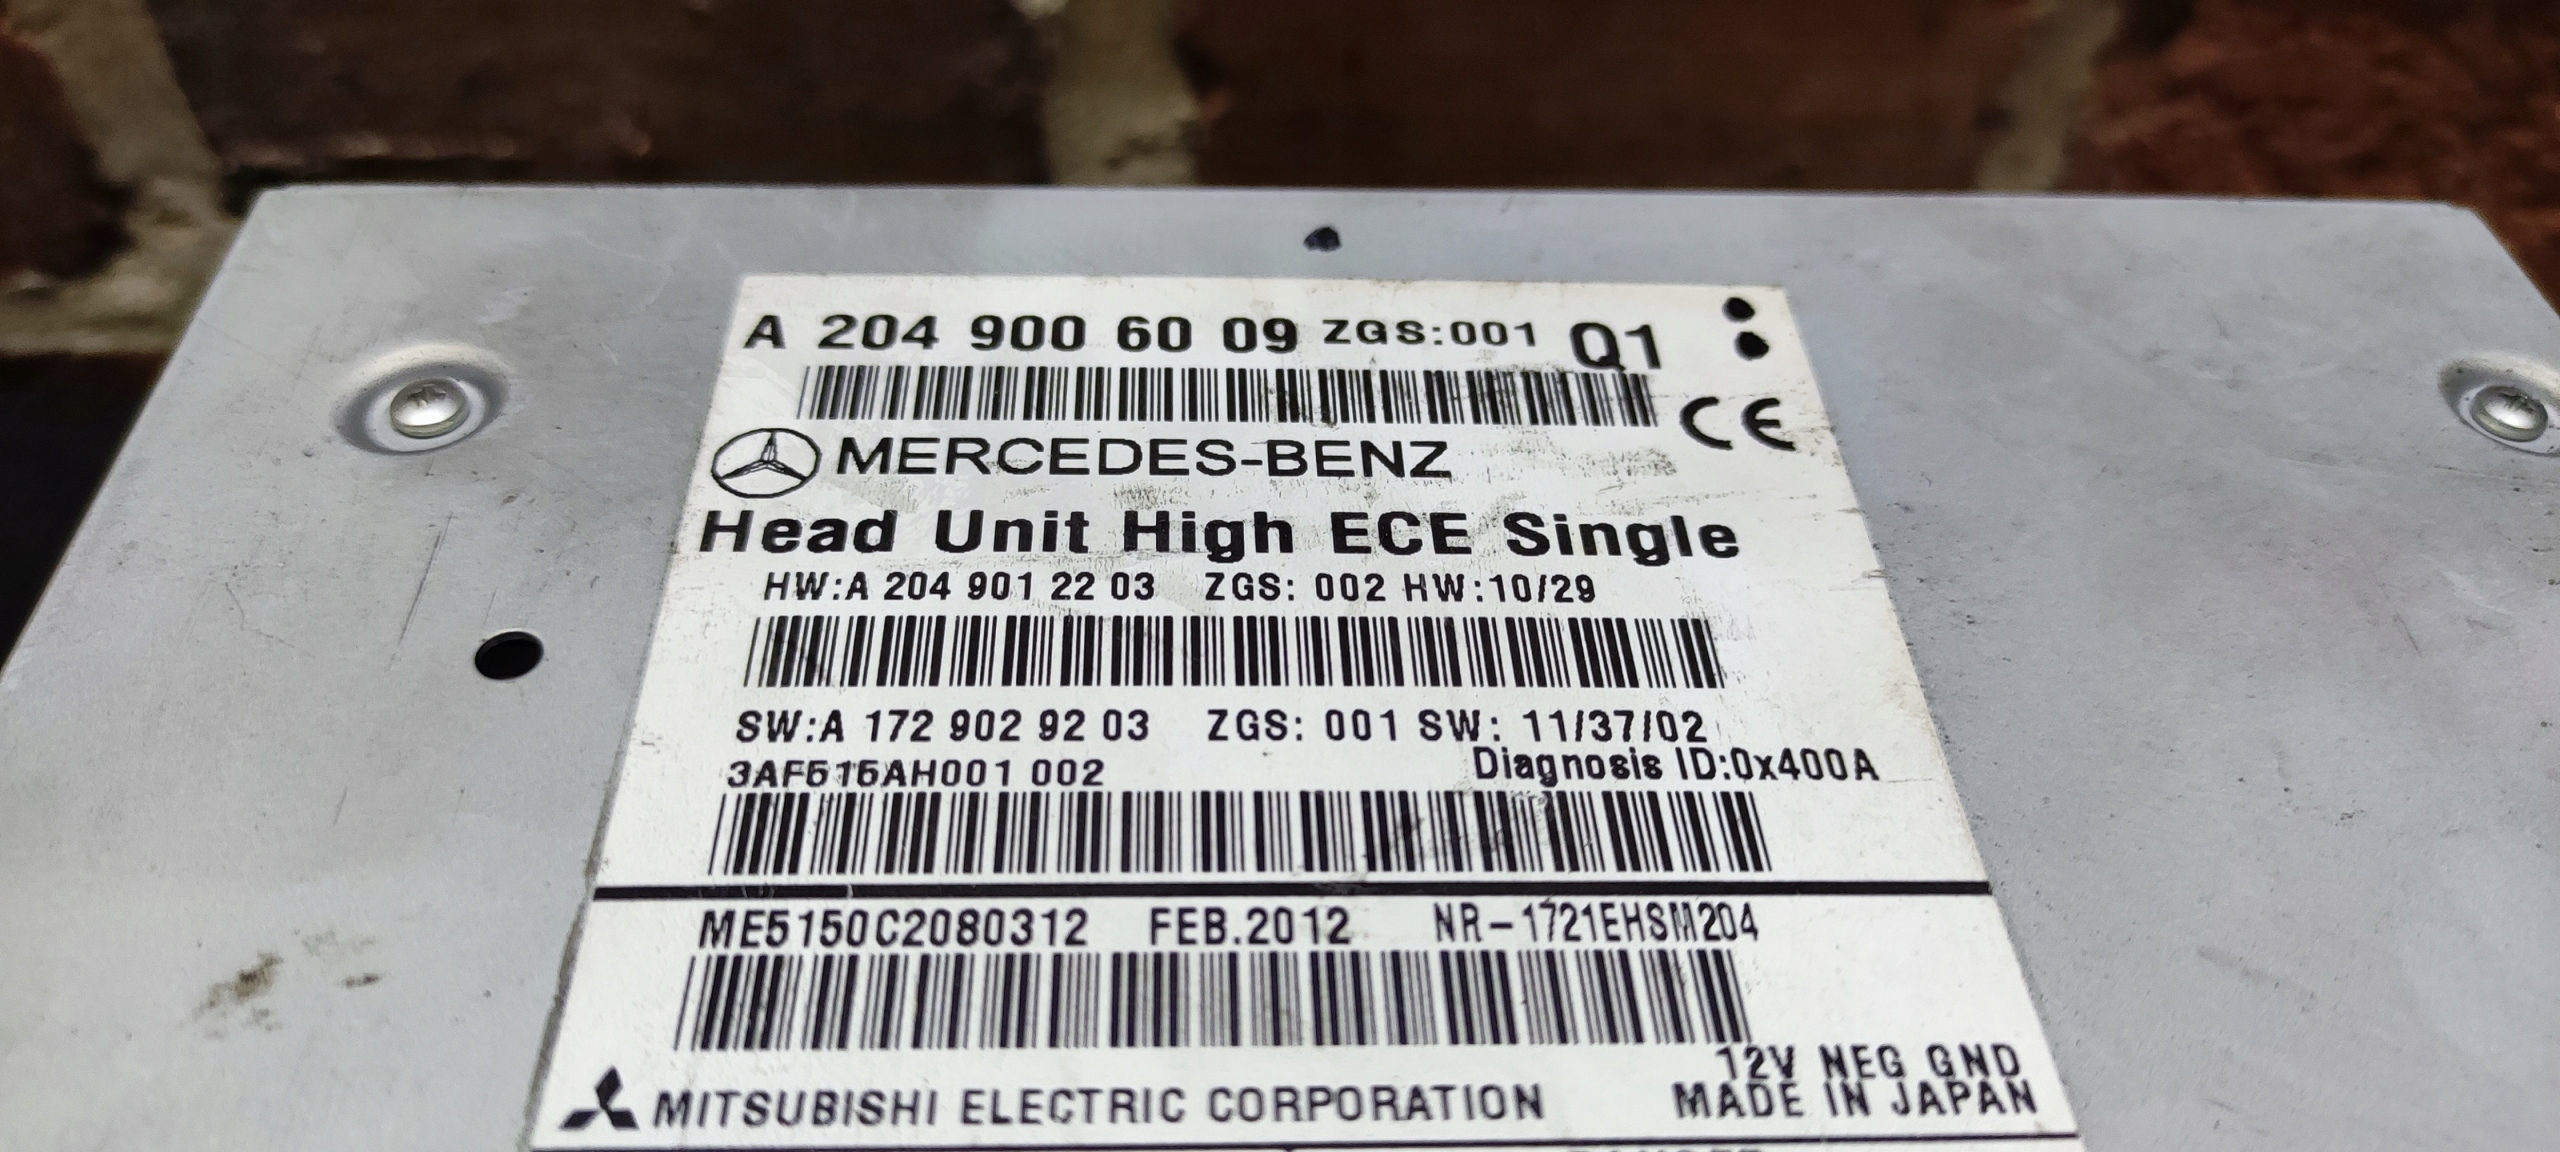 A 204 900 60 09 ZGS:001 Q1
CE
MERCEDES-BENZ
Head Unit High ECE Single
HW:A 204 901 22 03 ZGS: 002 HW:10/29
SW:A 172 902 92 03 ZGS: 001 SW: 11/37/02
3AF515AH001 002 Diagnosis ID:0x400A
ME5150C2080312 FEB.2012 NR-1721EHSM204
12V NEG GND
MITSUBISHI ELECTRIC CORPORATION MADE IN JAPAN